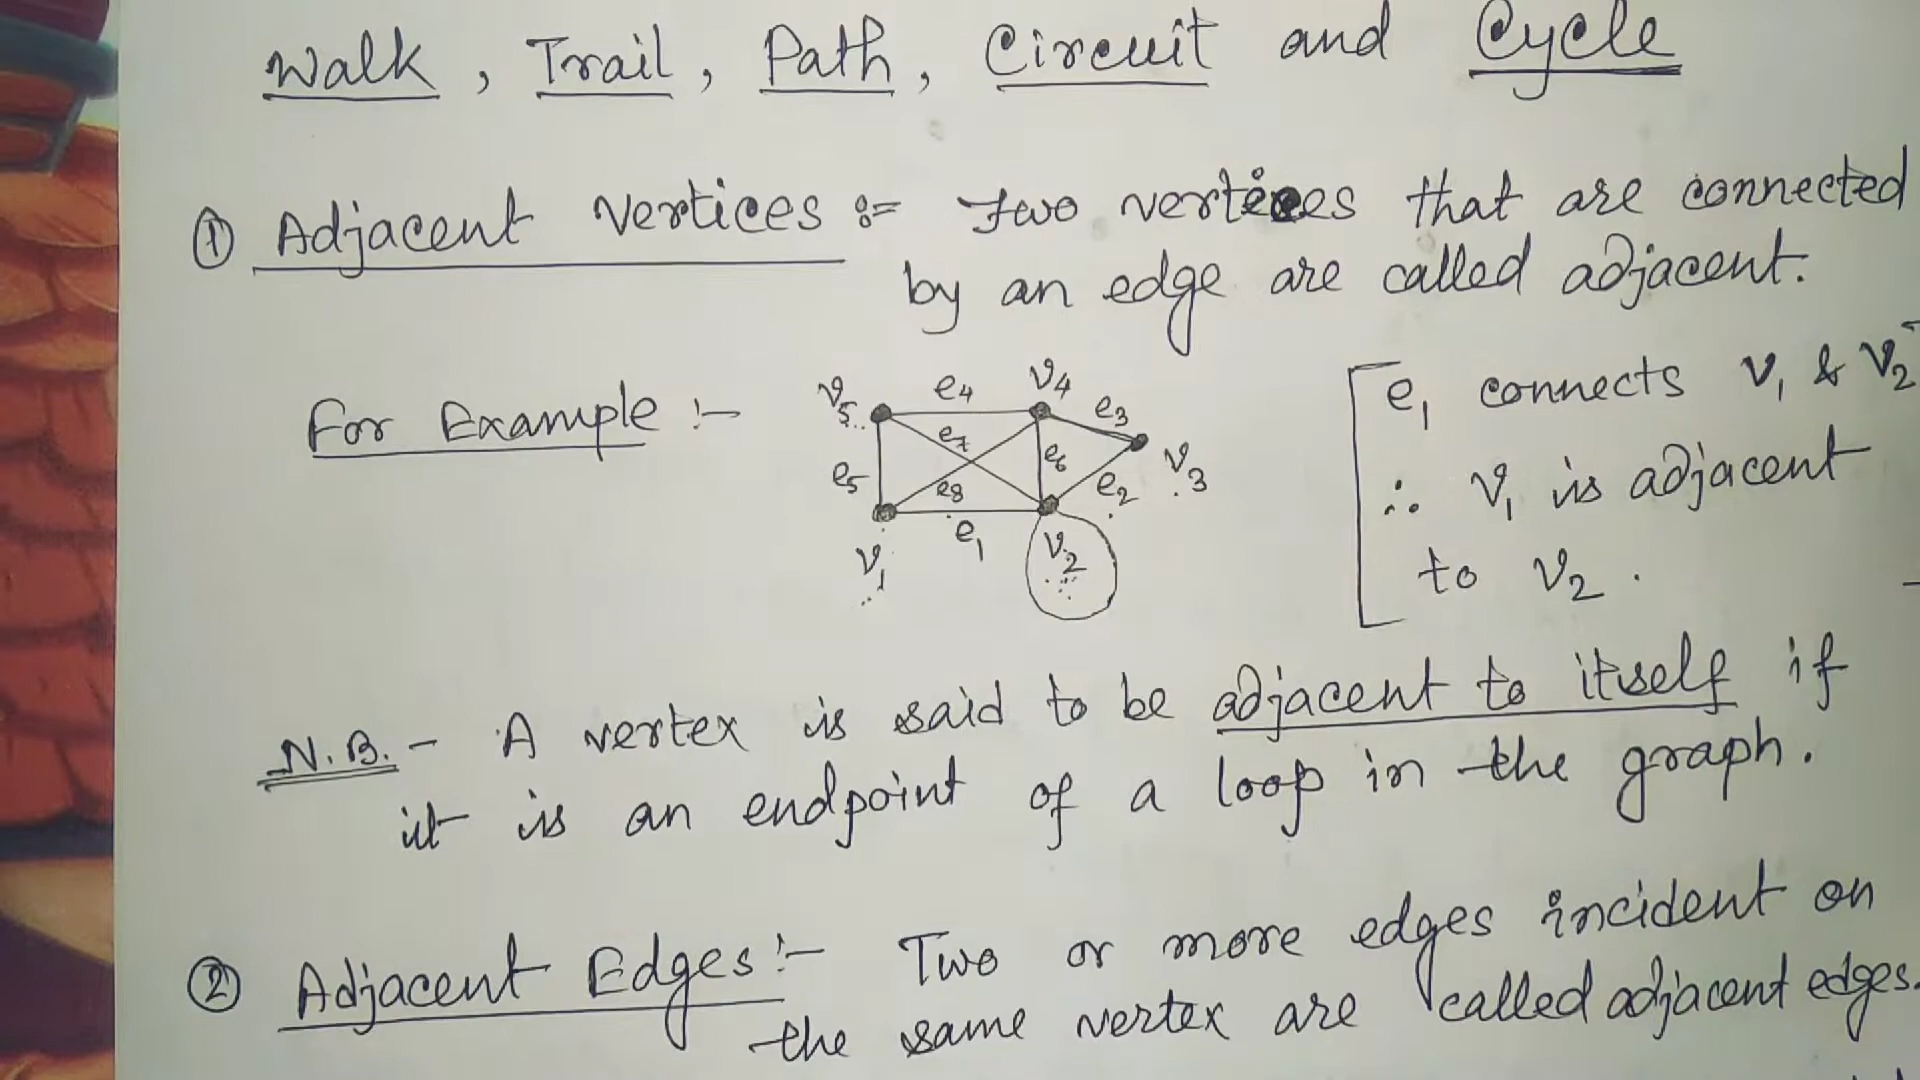 Walk, Trail, Path, Circuit and Cycle
① Adjacent Vertices := Two vertices that are connected
by an edge are called adjacent.
For Example :-
v5 e4 v4 e3
e7 e6 v3
e5 e8 e2
e1
v1 v2
e1 connects v1 & v2
∴ v1 is adjacent
to v2.
N.B. - A vertex is said to be adjacent to itself if
it is an endpoint of a loop in the graph.
② Adjacent Edges :- Two or more edges incident on
the same vertex are called adjacent edges.